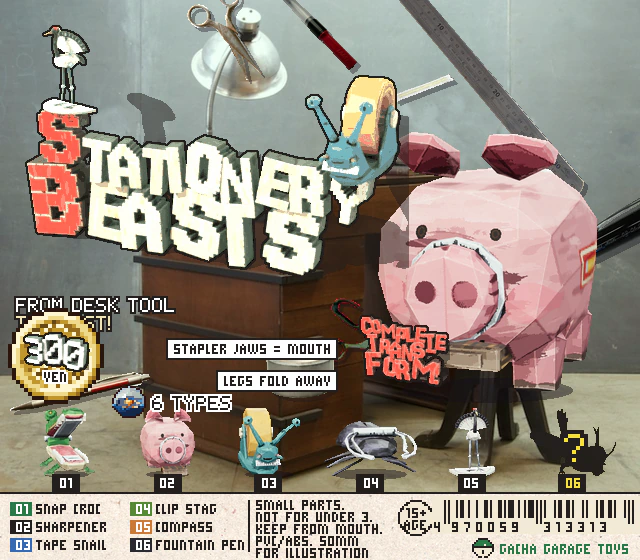 STATIONERY
BEASTS
FROM DESK TOOL
300
YEN
STAPLER JAWS = MOUTH
LEGS FOLD AWAY
COMPLETE
TRANS
FORM!
6 TYPES
?
01
02
03
04
05
06
01 SNAP CROC
02 SHARPENER
03 TAPE SNAIL
04 CLIP STAG
05 COMPASS
06 FOUNTAIN PEN
SMALL PARTS.
NOT FOR UNDER 3.
KEEP FROM MOUTH.
PVC/ABS. 50MM
FOR ILLUSTRATION
15+
AGE
4 970059 313313
GACHA GARAGE TOYS